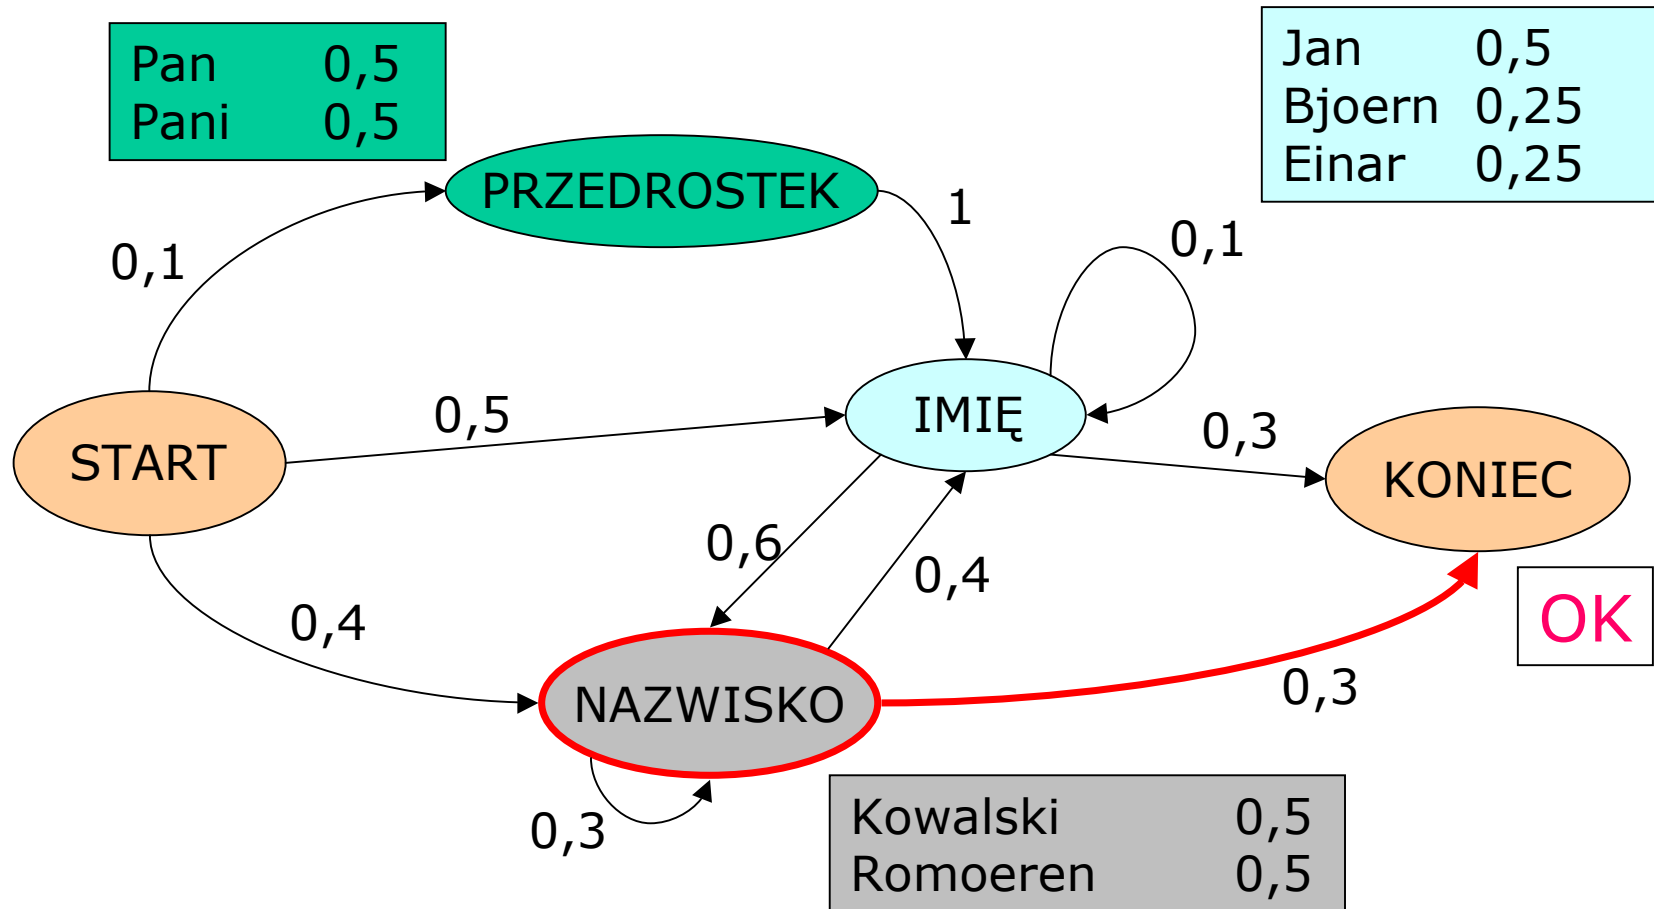 Pan 0,5
Pani 0,5
Jan 0,5
Bjoern 0,25
Einar 0,25
PRZEDROSTEK
1
0,1
0,1
0,5
IMIĘ
0,3
START
KONIEC
0,6
0,4
0,4
OK
NAZWISKO
0,3
0,3
Kowalski 0,5
Romoeren 0,5